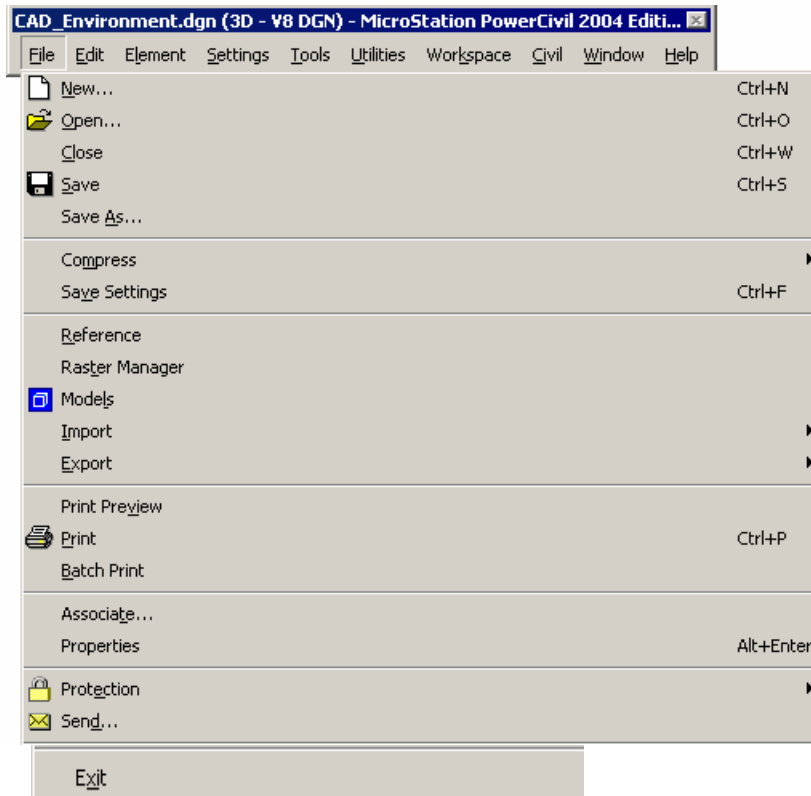 CAD_Environment.dgn (3D - V8 DGN) - MicroStation PowerCivil 2004 Editi...
File Edit Element Settings Tools Utilities Workspace Civil Window Help
New... Ctrl+N
Open... Ctrl+O
Close Ctrl+W
Save Ctrl+S
Save As...
Compress
Save Settings Ctrl+F
Reference
Raster Manager
Models
Import
Export
Print Preview
Print Ctrl+P
Batch Print
Associate...
Properties Alt+Enter
Protection
Send...
Exit